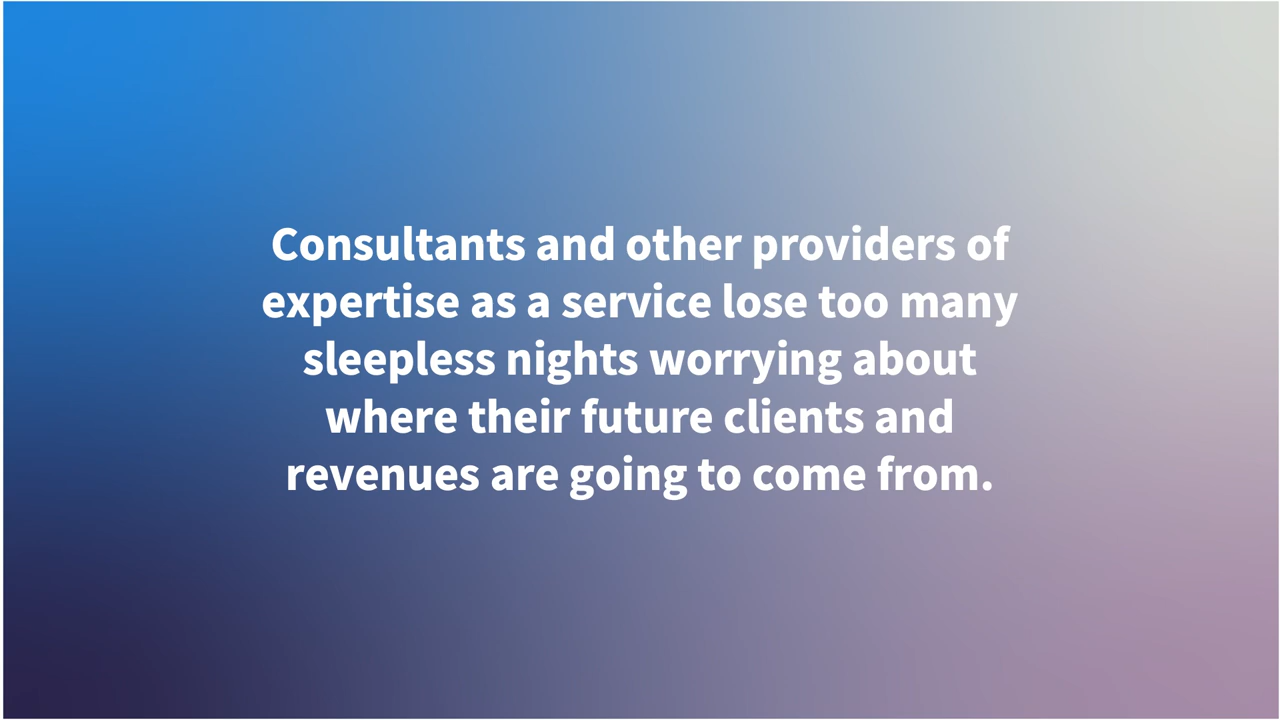 Consultants and other providers of
expertise as a service lose too many
sleepless nights worrying about
where their future clients and
revenues are going to come from.